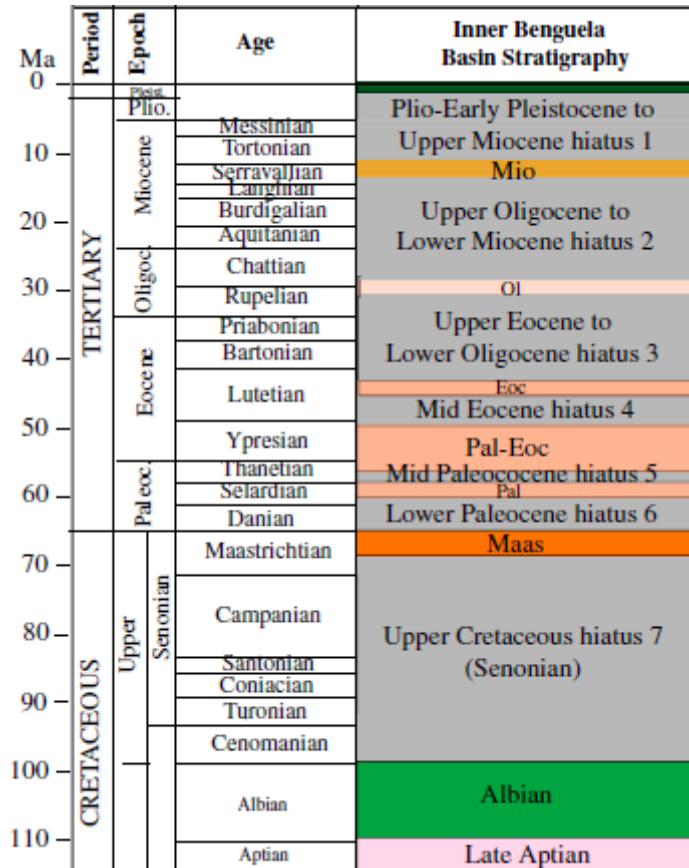 Ma
Period
Epoch
Age
Inner Benguela
Basin Stratigraphy
0
10
20
30
40
50
60
70
80
90
100
110
TERTIARY
CRETACEOUS
Pleist.
Plio.
Miocene
Oligoc.
Eocene
Paleoc.
Upper
Senonian
Messinian
Tortonian
Serravallian
Langhian
Burdigalian
Aquitanian
Chattian
Rupelian
Priabonian
Bartonian
Lutetian
Ypresian
Thanetian
Selardian
Danian
Maastrichtian
Campanian
Santonian
Coniacian
Turonian
Cenomanian
Albian
Aptian
Plio-Early Pleistocene to
Upper Miocene hiatus 1
Mio
Upper Oligocene to
Lower Miocene hiatus 2
Ol
Upper Eocene to
Lower Oligocene hiatus 3
Eoc
Mid Eocene hiatus 4
Pal-Eoc
Mid Paleococene hiatus 5
Pal
Lower Paleocene hiatus 6
Maas
Upper Cretaceous hiatus 7
(Senonian)
Albian
Late Aptian